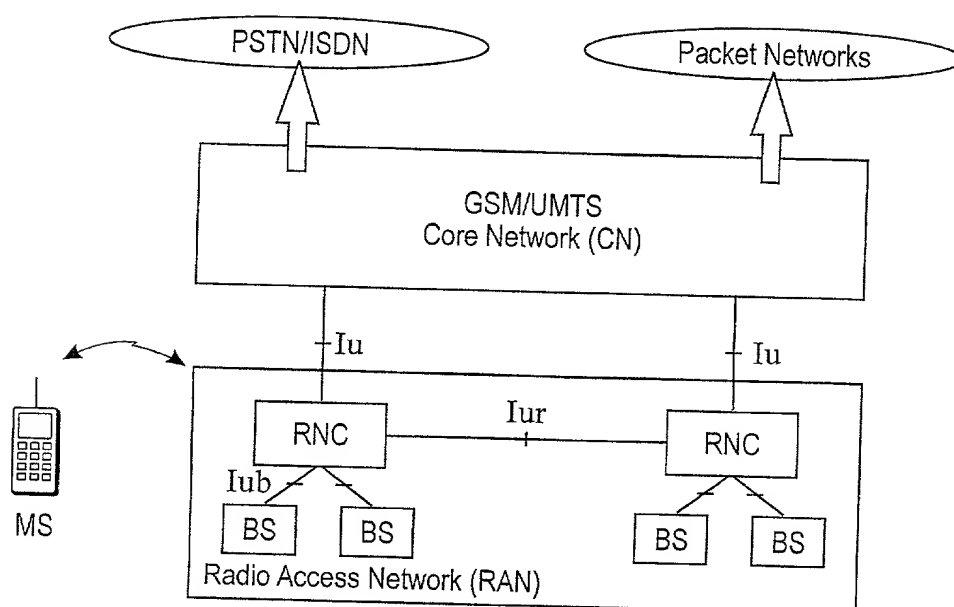 PSTN/ISDN
Packet Networks
GSM/UMTS
Core Network (CN)
Iu
Iu
RNC
Iur
RNC
Iub
BS
BS
BS
BS
MS
Radio Access Network (RAN)